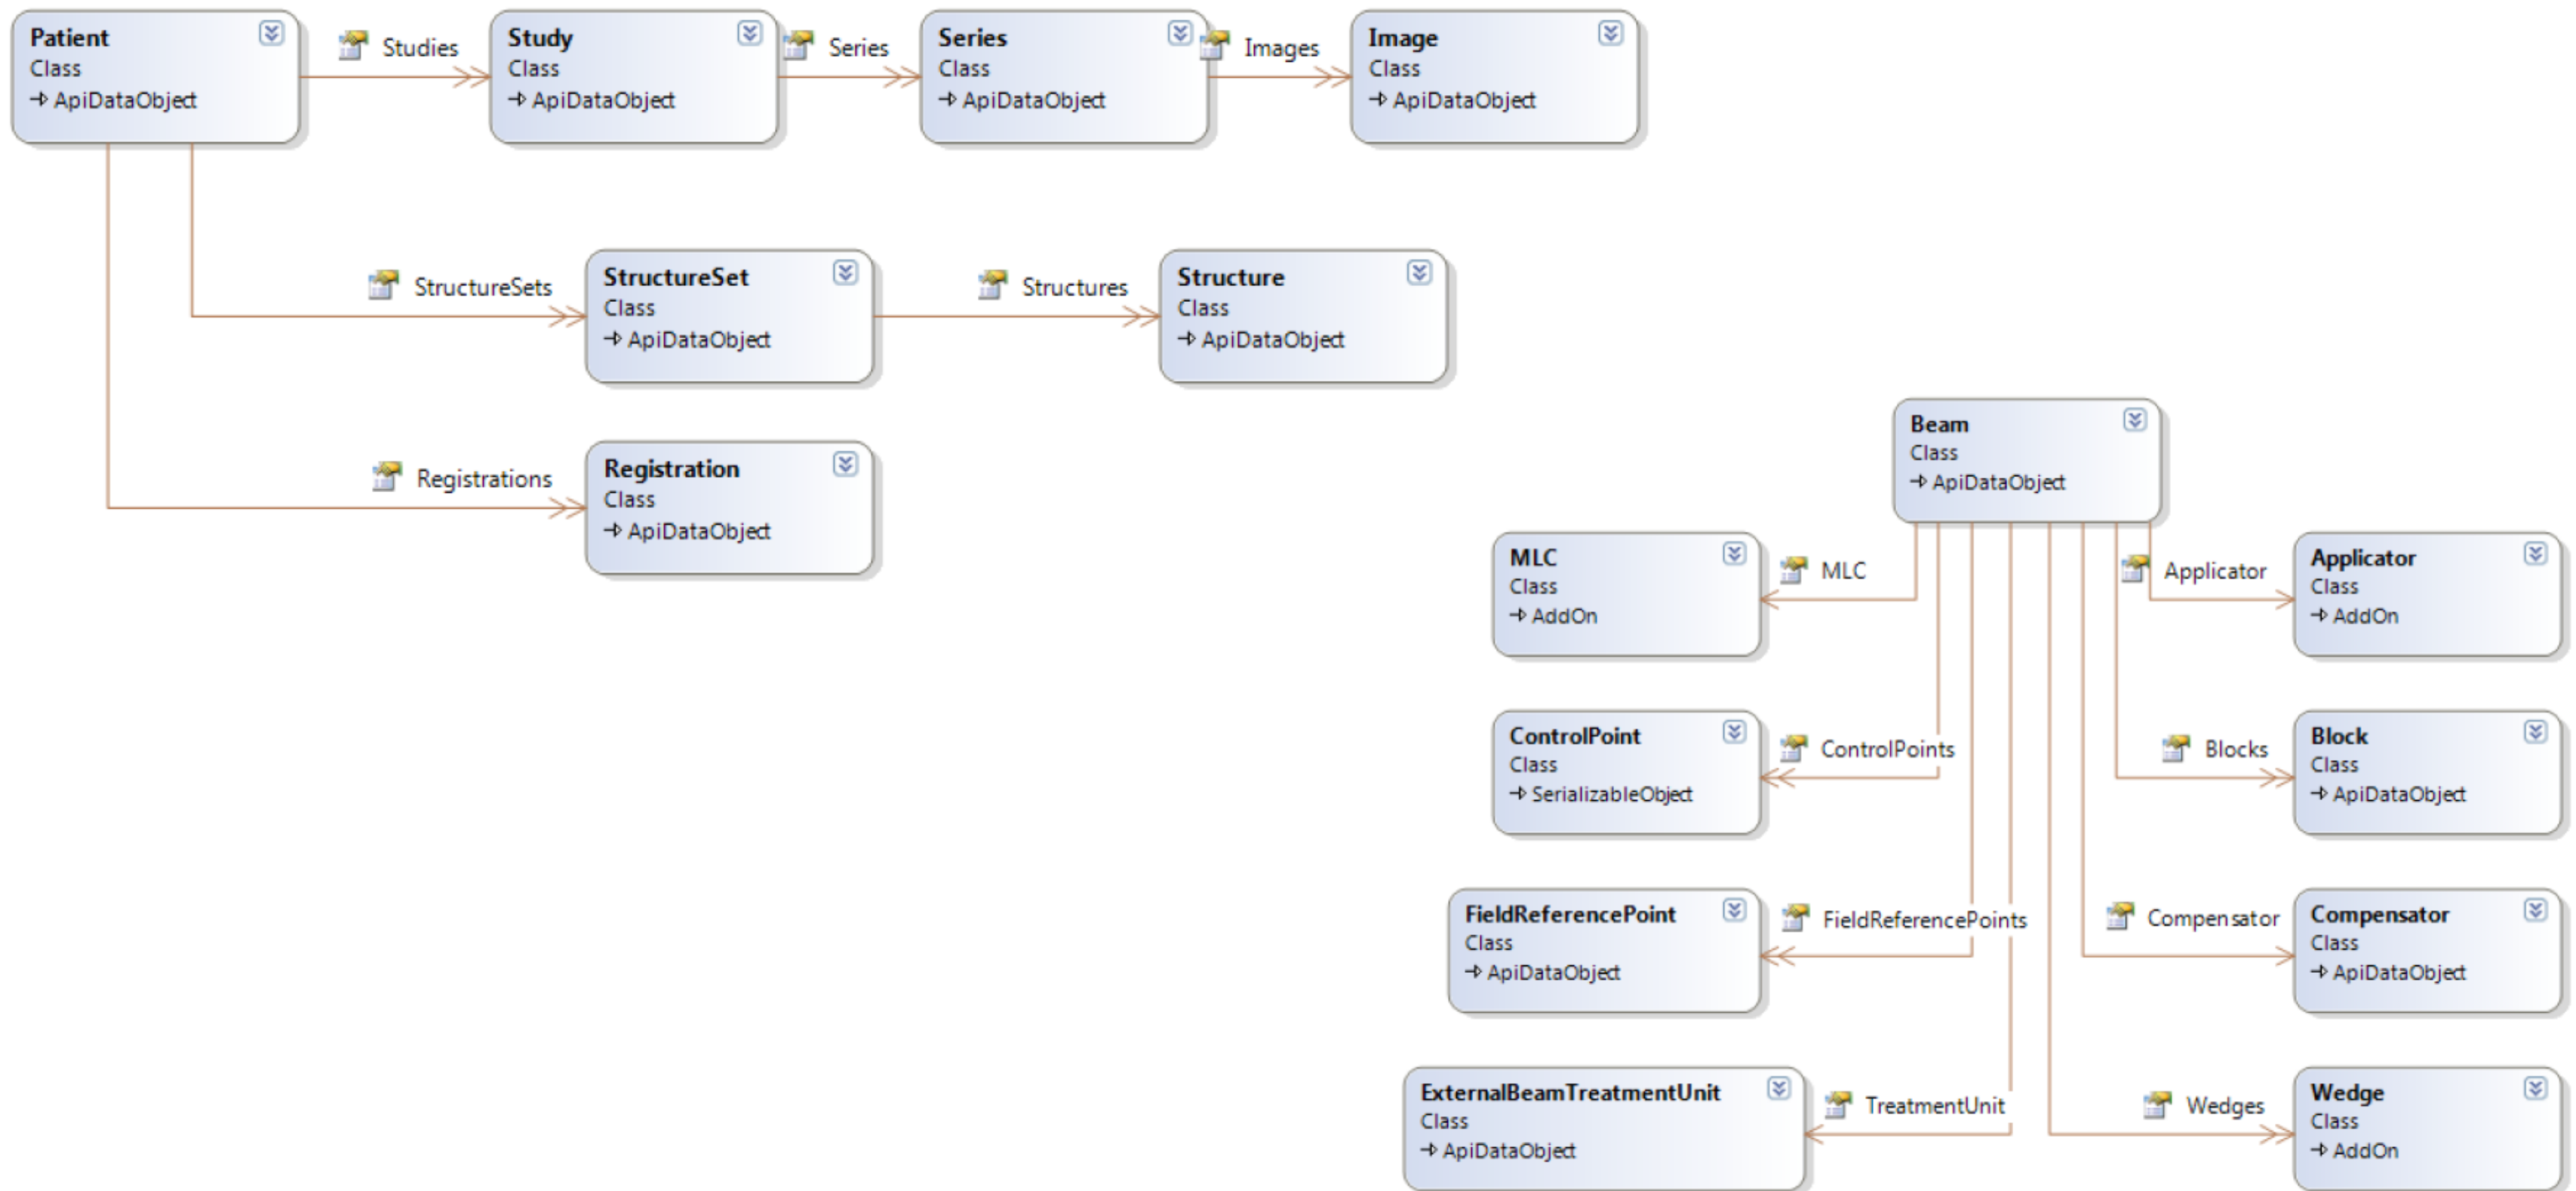 Patient
Class
ApiDataObject
Studies
Study
Class
ApiDataObject
Series
Series
Class
ApiDataObject
Images
Image
Class
ApiDataObject
StructureSets
StructureSet
Class
ApiDataObject
Structures
Structure
Class
ApiDataObject
Registrations
Registration
Class
ApiDataObject
Beam
Class
ApiDataObject
MLC
Class
AddOn
MLC
Applicator
Applicator
Class
AddOn
ControlPoint
Class
SerializableObject
ControlPoints
Blocks
Block
Class
ApiDataObject
FieldReferencePoint
Class
ApiDataObject
FieldReferencePoints
Compensator
Compensator
Class
ApiDataObject
ExternalBeamTreatmentUnit
Class
ApiDataObject
TreatmentUnit
Wedges
Wedge
Class
AddOn